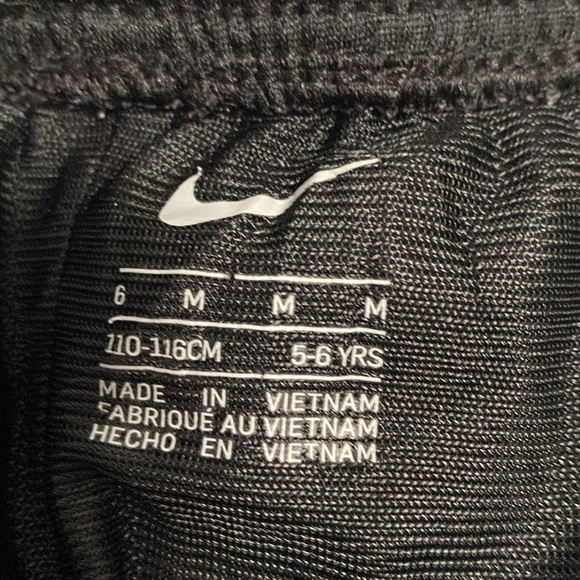 6 M M M
110-116CM 5-6 YRS
MADE IN VIETNAM
FABRIQUÉ AU VIETNAM
HECHO EN VIETNAM